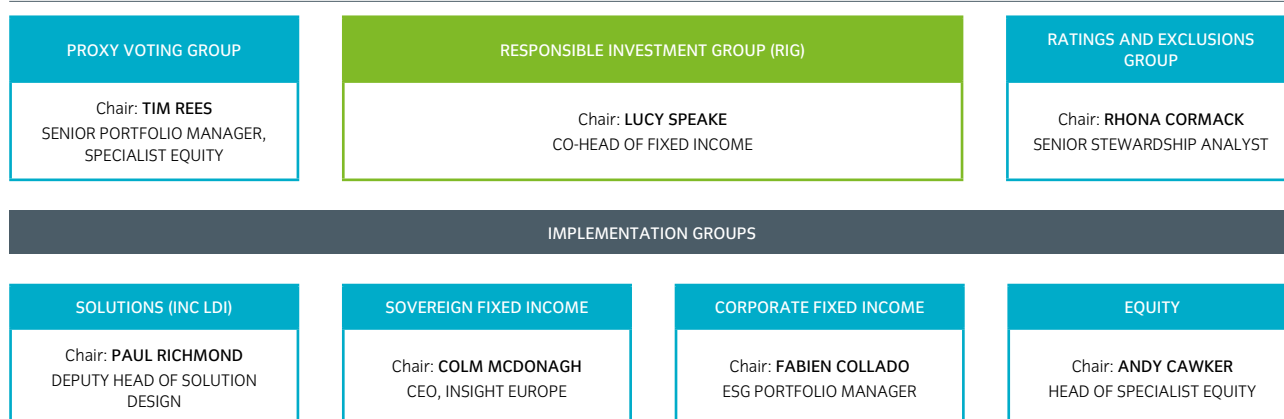 PROXY VOTING GROUP
Chair: TIM REES
SENIOR PORTFOLIO MANAGER,
SPECIALIST EQUITY
RESPONSIBLE INVESTMENT GROUP (RIG)
Chair: LUCY SPEAKE
CO-HEAD OF FIXED INCOME
RATINGS AND EXCLUSIONS
GROUP
Chair: RHONA CORMACK
SENIOR STEWARDSHIP ANALYST
IMPLEMENTATION GROUPS
SOLUTIONS (INC LDI)
Chair: PAUL RICHMOND
DEPUTY HEAD OF SOLUTION
DESIGN
SOVEREIGN FIXED INCOME
Chair: COLM MCDONAGH
CEO, INSIGHT EUROPE
CORPORATE FIXED INCOME
Chair: FABIEN COLLADO
ESG PORTFOLIO MANAGER
EQUITY
Chair: ANDY CAWKER
HEAD OF SPECIALIST EQUITY